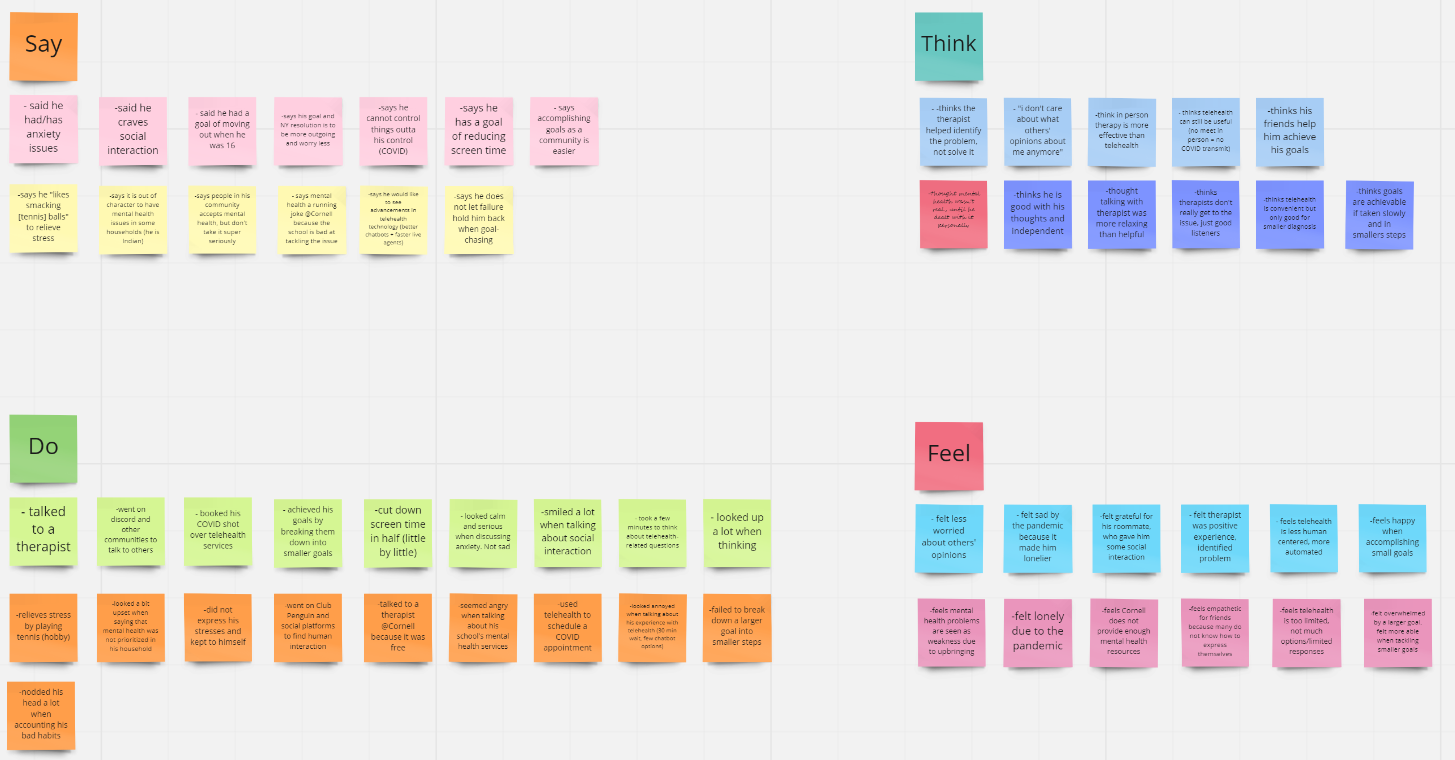 Say
- said he
had/has
anxiety
issues
-said he
craves
social
interaction
- said he had a
goal of moving
out when he
was 16
-says his goal and
NY resolution is to
be more outgoing
and worry less
-says he
cannot control
things outta
his control
(COVID)
-says he
has a goal
of reducing
screen time
- says
accomplishing
goals as a
community is
easier
-says he "likes
smacking
[tennis] balls"
to relieve
stress
-says it is out of
character to have
mental health
issues in some
households (he is
Indian)
-says people in his
community
accepts mental
health, but don't
take it super
seriously
- says mental
health a running
joke @Cornell
because the
school is bad at
tackling the issue
-says he would like
to see
advancements in
telehealth
technology (better
chatbots + faster live
agents)
-says he does
not let failure
hold him back
when goal-
chasing
Think
- -thinks the
therapist
helped identify
the problem,
not solve it
- "i don't care
about what
others'
opinions about
me anymore"
-think in person
therapy is more
effective than
telehealth
- thinks telehealth
can still be useful
(no meet in
person = no
COVID transmit)
-thinks his
friends help
him achieve
his goals
-Thought mental
health wasn't
real, until he
dealt with it
personally
-thinks he is
good with his
thoughts and
independent
-thought
talking with
therapist was
more relaxing
than helpful
-thinks
therapists don't
really get to the
issue, just good
listeners
-thinks telehealth
is convenient but
only good for
smaller diagnosis
-thinks goals
are achievable
if taken slowly
and in
smallers steps
Do
- talked
to a
therapist
-went on
discord and
other
communities to
talk to others
- booked his
COVID shot
over telehealth
services
- achieved his
goals by
breaking them
down into
smaller goals
-cut down
screen time
in half (little
by little)
- looked calm
and serious
when discussing
anxiety. Not sad
-smiled a lot
when talking
about social
interaction
- took a few
minutes to think
about telehealth-
related questions
- looked up
a lot when
thinking
-relieves stress
by playing
tennis (hobby)
-looked a bit
upset when
saying that
mental health was
not prioritized in
his household
-did not
express his
stresses and
kept to himself
-went on Club
Penguin and
social platforms
to find human
interaction
-talked to a
therapist
@Cornell
because it was
free
-seemed angry
when talking
about his
school's mental
health services
-used
telehealth to
schedule a
COVID
appointment
-looked annoyed
when talking about
his experience with
telehealth (30 min
wait, few chatbot
options)
-failed to break
down a larger
goal into
smaller steps
-nodded his
head a lot
when
accounting his
bad habits
Feel
- felt less
worried
about others'
opinions
- felt sad by
the pandemic
because it
made him
lonelier
-felt grateful for
his roommate,
who gave him
some social
interaction
-felt therapist
was positive
experience,
identified
problem
- feels telehealth
is less human
centered, more
automated
-feels happy
when
accomplishing
small goals
-feels mental
health problems
are seen as
weakness due
to upbringing
-felt lonely
due to the
pandemic
-feels Cornell
does not
provide enough
mental health
resources
-feels empathetic
for friends
because many do
not know how to
express
themselves
-feels telehealth
is too limited,
not much
options/limited
responses
-felt overwhelmed
by a larger goal,
felt more able
when tackling
smaller goals